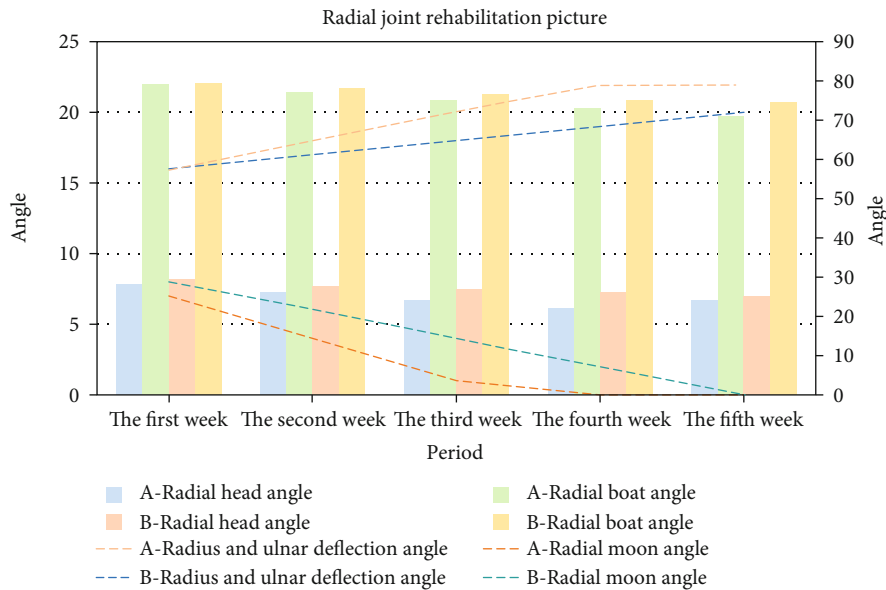 Radial joint rehabilitation picture
25
20
15
10
5
0
Angle
90
80
70
60
50
40
30
20
10
0
Angle
The first week
The second week
The third week
The fourth week
The fifth week
Period
A-Radial head angle
A-Radial boat angle
B-Radial head angle
B-Radial boat angle
A-Radius and ulnar deflection angle
A-Radial moon angle
B-Radius and ulnar deflection angle
B-Radial moon angle